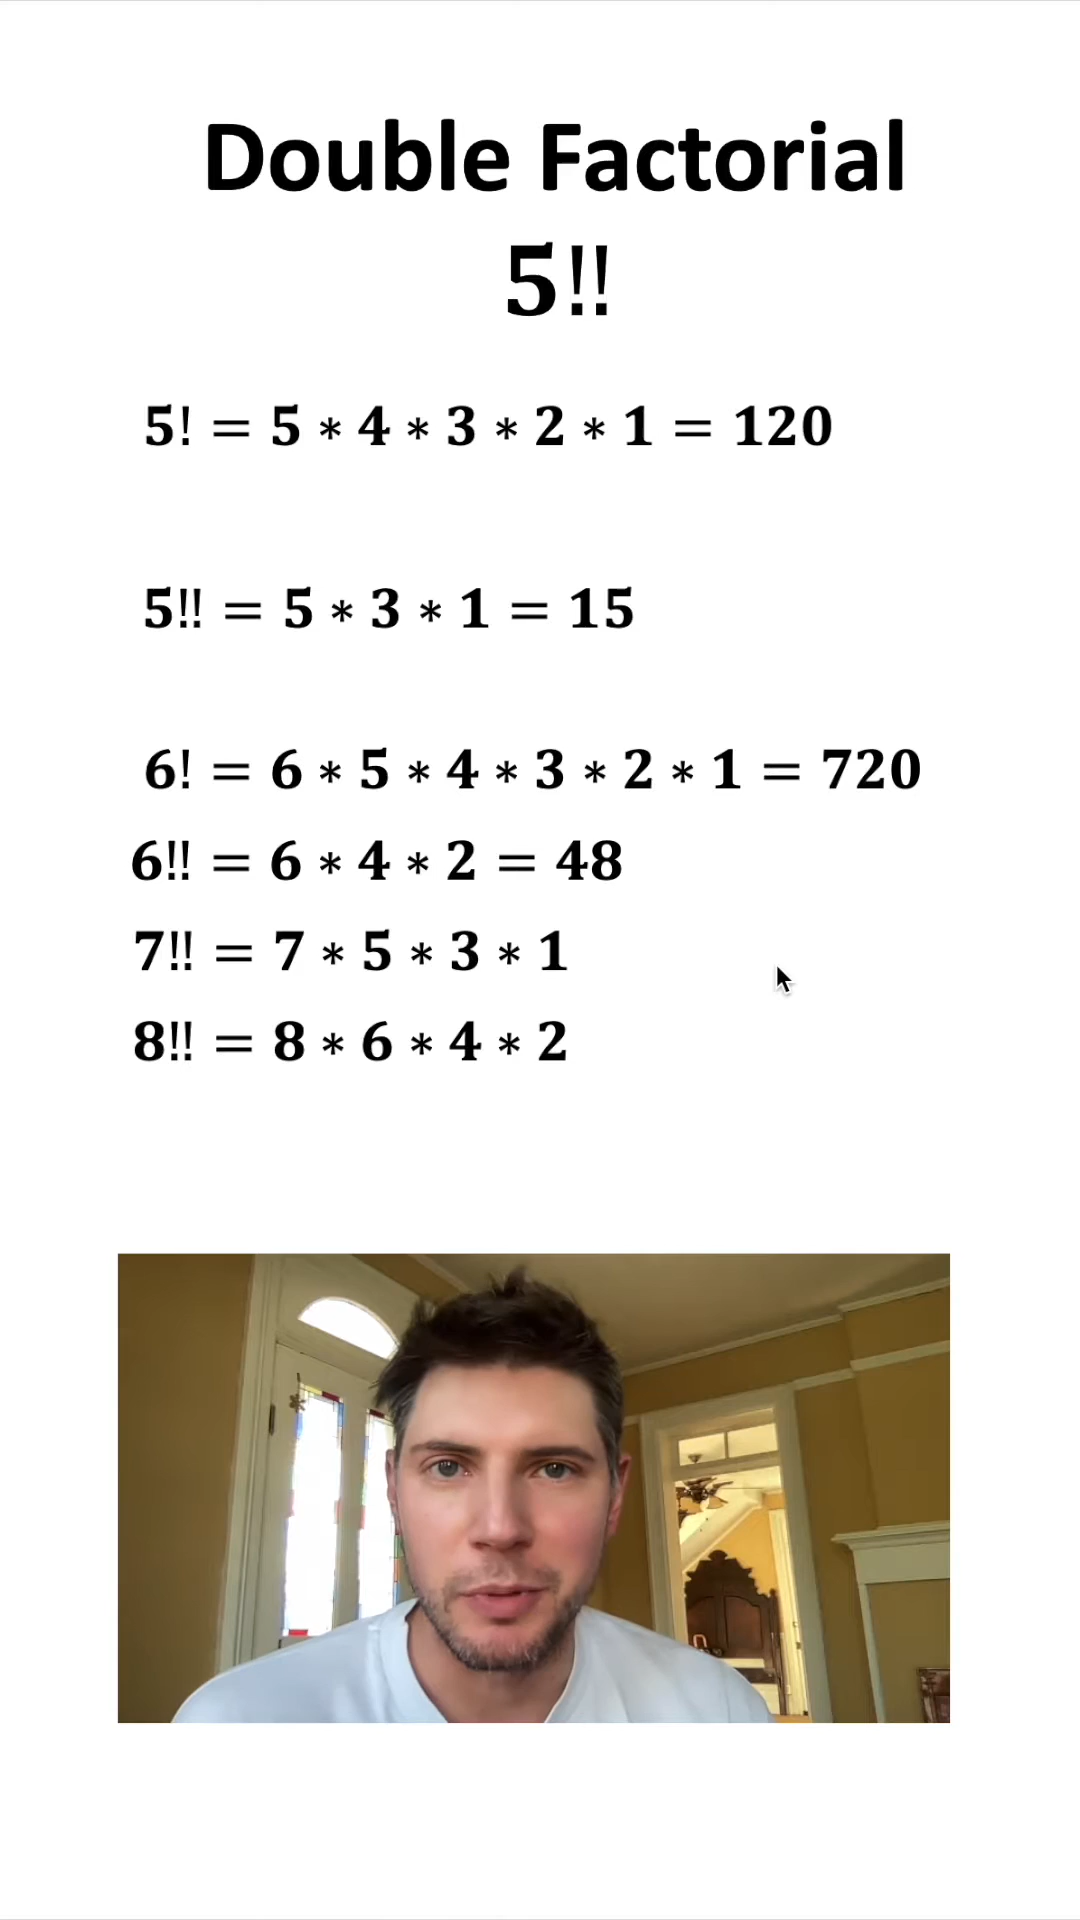 Double Factorial
5!!
5! = 5 * 4 * 3 * 2 * 1 = 120
5!! = 5 * 3 * 1 = 15
6! = 6 * 5 * 4 * 3 * 2 * 1 = 720
6!! = 6 * 4 * 2 = 48
7!! = 7 * 5 * 3 * 1
8!! = 8 * 6 * 4 * 2